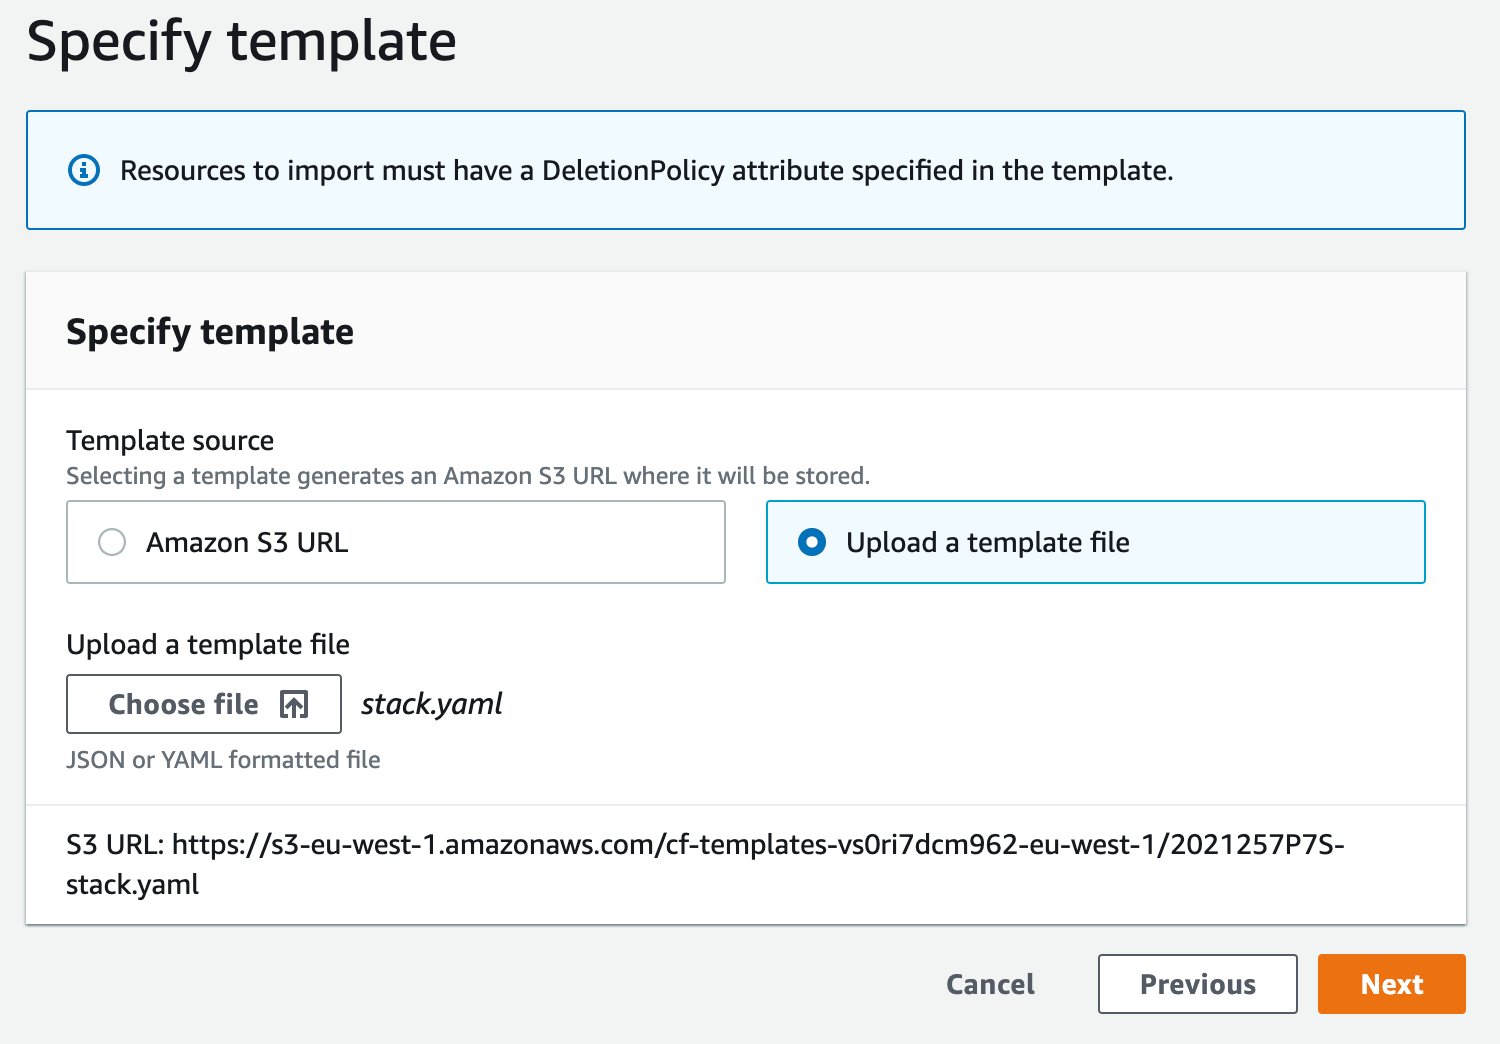 Specify template
Resources to import must have a DeletionPolicy attribute specified in the template.
Specify template
Template source
Selecting a template generates an Amazon S3 URL where it will be stored.
Amazon S3 URL
Upload a template file
Upload a template file
Choose file
stack.yaml
JSON or YAML formatted file
S3 URL: https://s3-eu-west-1.amazonaws.com/cf-templates-vs0ri7dcm962-eu-west-1/2021257P7S-
stack.yaml
Cancel
Previous
Next